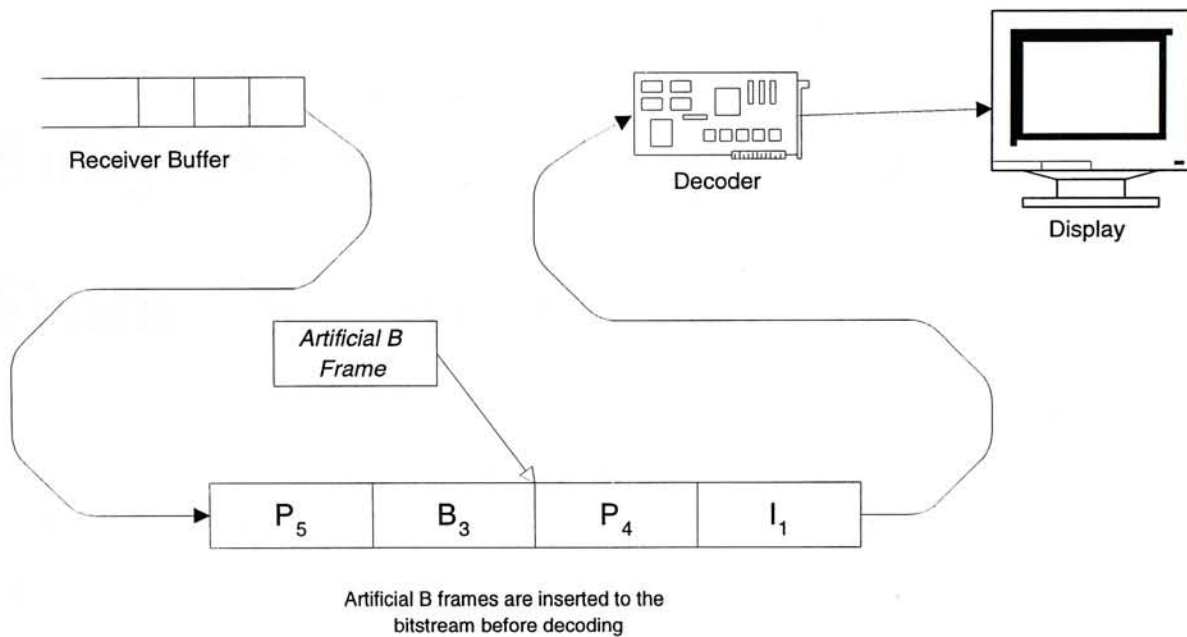 Receiver Buffer
Decoder
Display
Artificial B
Frame
P5 B3 P4 I1
Artificial B frames are inserted to the
bitstream before decoding